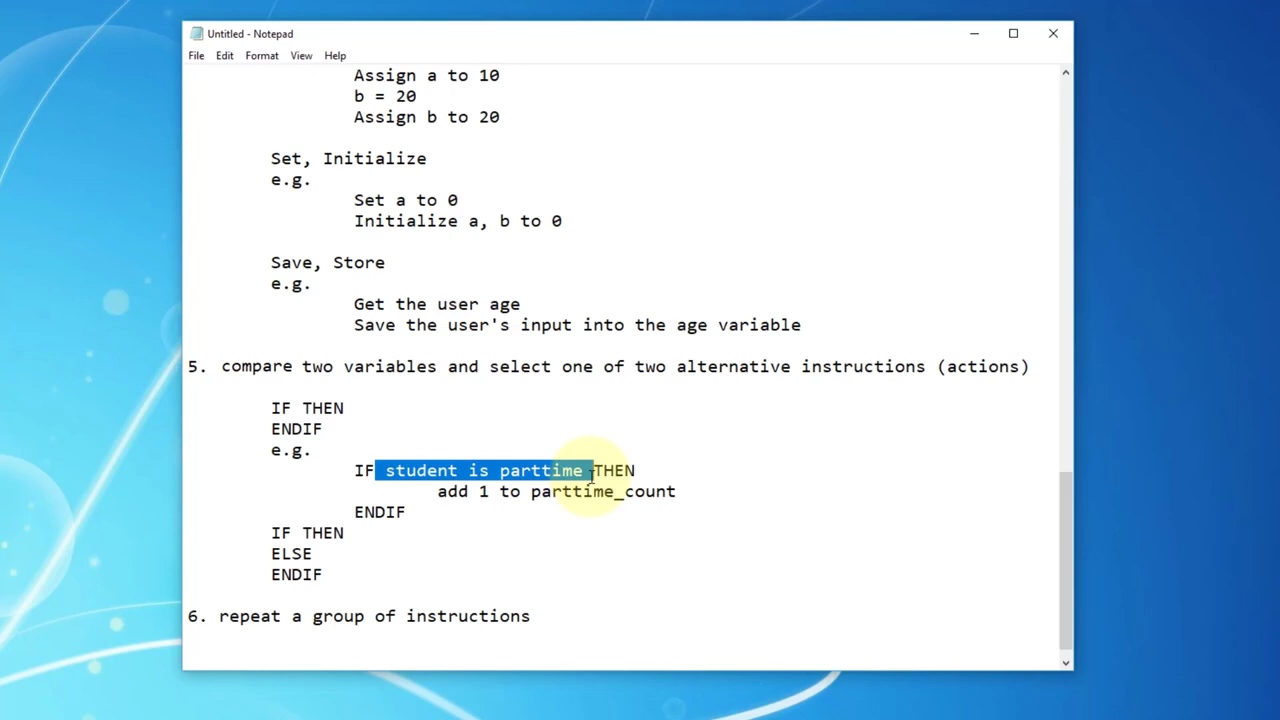 Untitled - Notepad
File Edit Format View Help
Assign a to 10
b = 20
Assign b to 20
Set, Initialize
e.g.
Set a to 0
Initialize a, b to 0
Save, Store
e.g.
Get the user age
Save the user's input into the age variable
5. compare two variables and select one of two alternative instructions (actions)
IF THEN
ENDIF
e.g.
IF student is parttime THEN
add 1 to parttime_count
ENDIF
IF THEN
ELSE
ENDIF
6. repeat a group of instructions